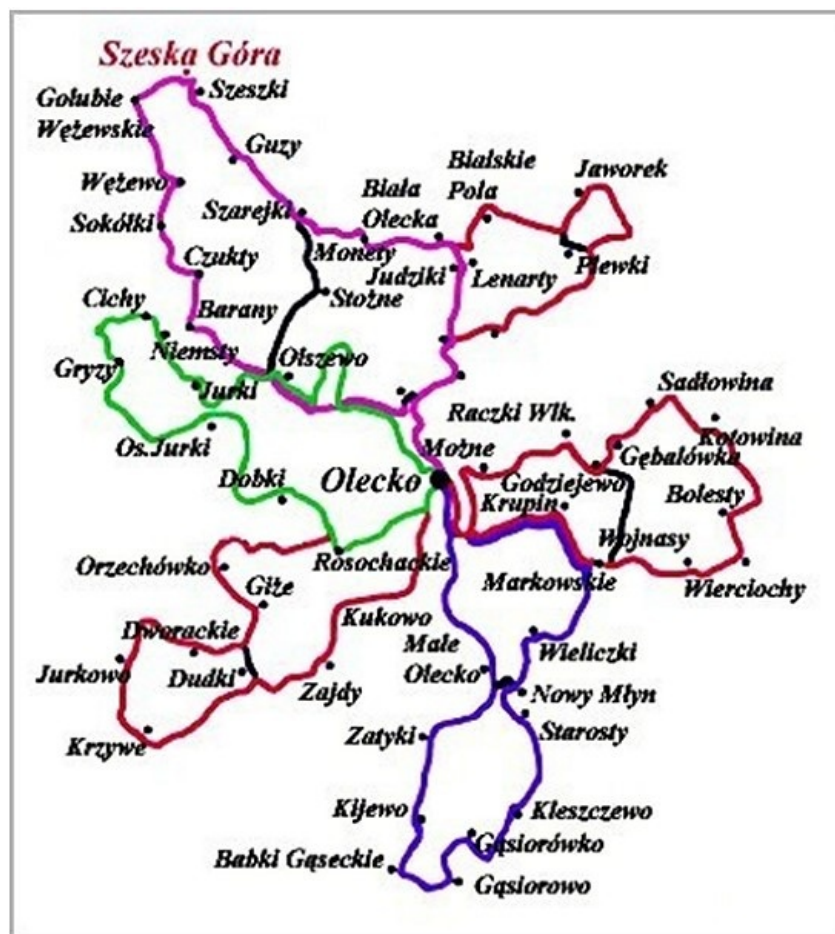 Szeska Góra
Szeszki
Gołubie
Wężewskie
Guzy
Bialskie
Pola
Jaworek
Wężewo
Biała
Olecka
Szarejki
Sokółki
Monety
Czukty
Judziki
Lenarty
Plewki
Cichy
Stożne
Barany
Niemsty
Olszewo
Gryzy
Jurki
Sadłowina
Raczki Wlk.
Kotowina
Os.Jurki
Możne
Gębalówka
Dobki
Olecko
Godziejewo
Bolesty
Krupin
Wojnasy
Orzechówko
Rosochackie
Markowskie
Wierciochy
Giże
Kukowo
Dworackie
Małe
Olecko
Wieliczki
Jurkowo
Dudki
Zajdy
Nowy Młyn
Krzywe
Zatyki
Starosty
Kijewo
Kleszczewo
Gąsiorówko
Babki Gąseckie
Gąsiorowo